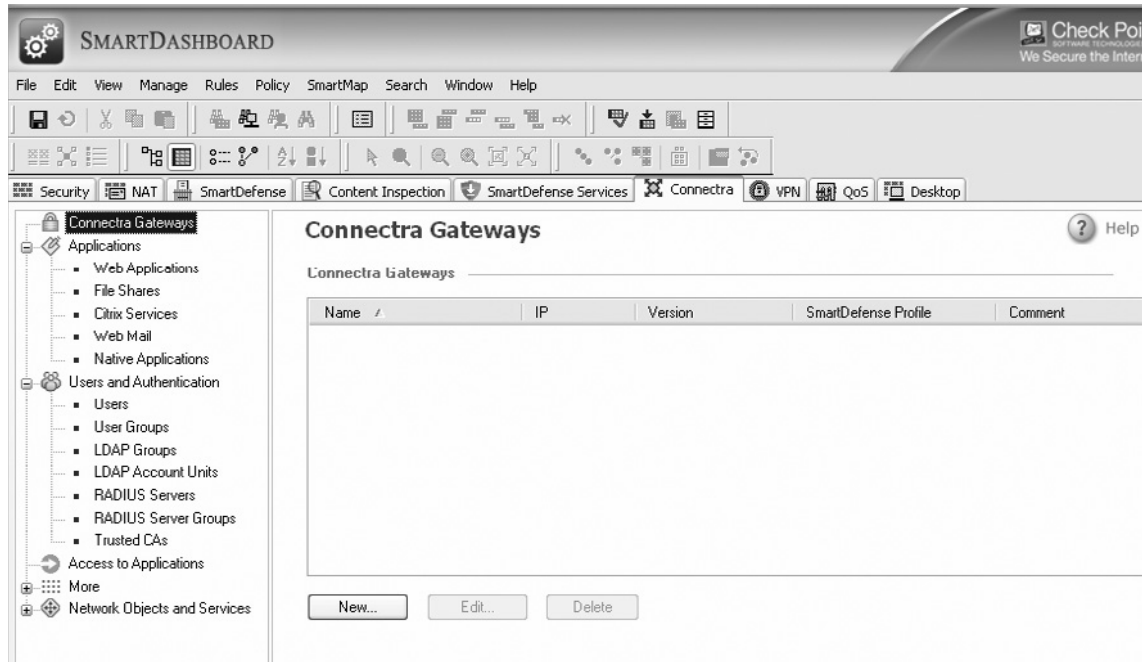 SMARTDASHBOARD
Check Poi
SOFTWARE TECHNOLOGIE
We Secure the Inter
File Edit View Manage Rules Policy SmartMap Search Window Help
Security NAT SmartDefense Content Inspection SmartDefense Services Connectra VPN QoS Desktop
Connectra Gateways
Applications
Web Applications
File Shares
Citrix Services
Web Mail
Native Applications
Users and Authentication
Users
User Groups
LDAP Groups
LDAP Account Units
RADIUS Servers
RADIUS Server Groups
Trusted CAs
Access to Applications
More
Network Objects and Services
Connectra Gateways
? Help
Connectra Gateways
Name IP Version SmartDefense Profile Comment
New... Edit... Delete